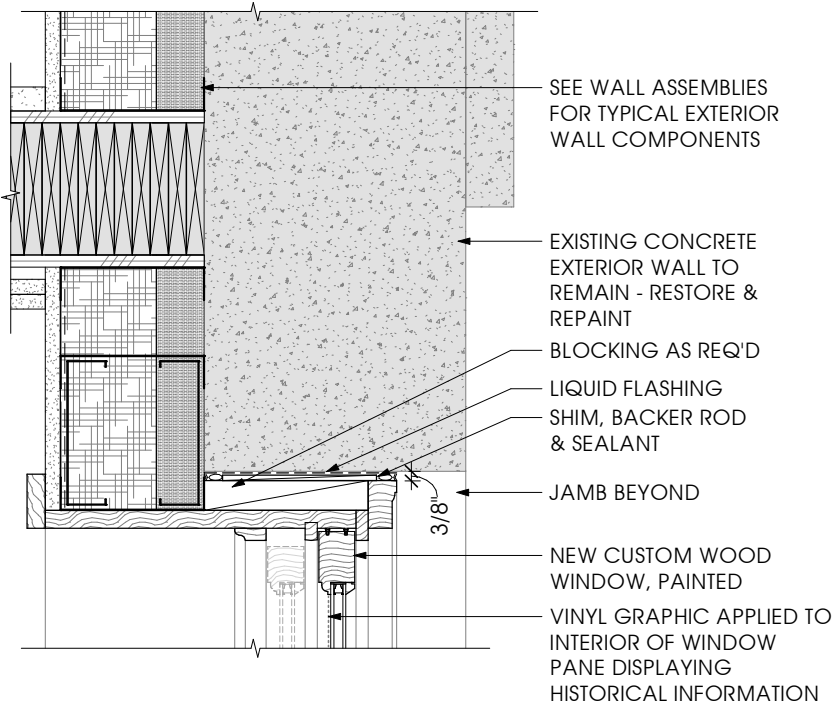 SEE WALL ASSEMBLIES
FOR TYPICAL EXTERIOR
WALL COMPONENTS
EXISTING CONCRETE
EXTERIOR WALL TO
REMAIN - RESTORE &
REPAINT
BLOCKING AS REQ'D
LIQUID FLASHING
SHIM, BACKER ROD
& SEALANT
3/8"
JAMB BEYOND
NEW CUSTOM WOOD
WINDOW, PAINTED
VINYL GRAPHIC APPLIED TO
INTERIOR OF WINDOW
PANE DISPLAYING
HISTORICAL INFORMATION